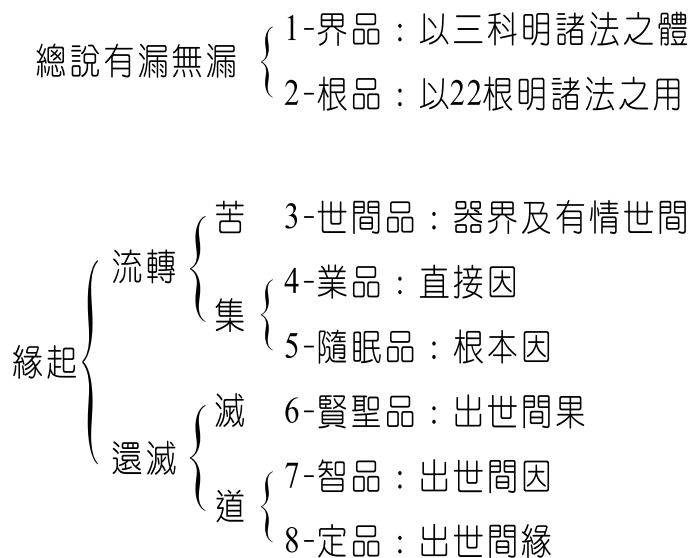 總說有漏無漏
1-界品：以三科明諸法之體
2-根品：以22根明諸法之用
緣起
流轉
苦
3-世間品：器界及有情世間
集
4-業品：直接因
5-隨眠品：根本因
還滅
滅
6-賢聖品：出世間果
道
7-智品：出世間因
8-定品：出世間緣